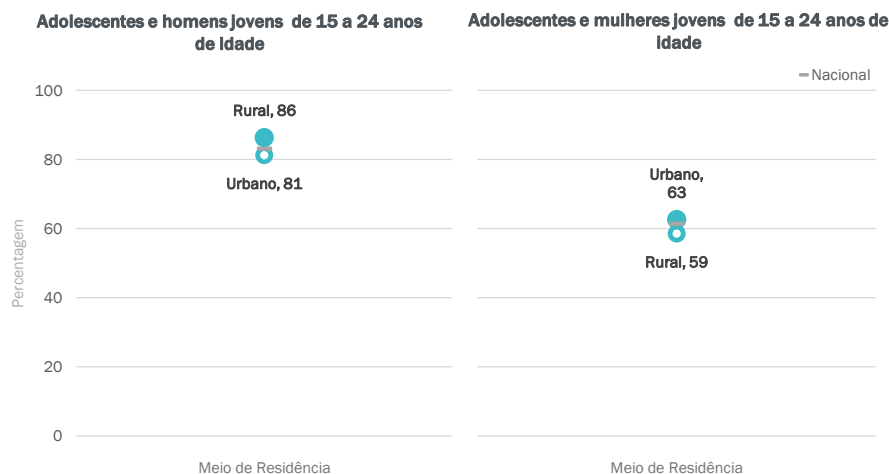 Adolescentes e homens jovens de 15 a 24 anos
de idade
100
80
60
40
20
0
Percentagem
Rural, 86
Urbano, 81
Meio de Residência
Adolescentes e mulheres jovens de 15 a 24 anos de
idade
Nacional
Urbano,
63
Rural, 59
Meio de Residência